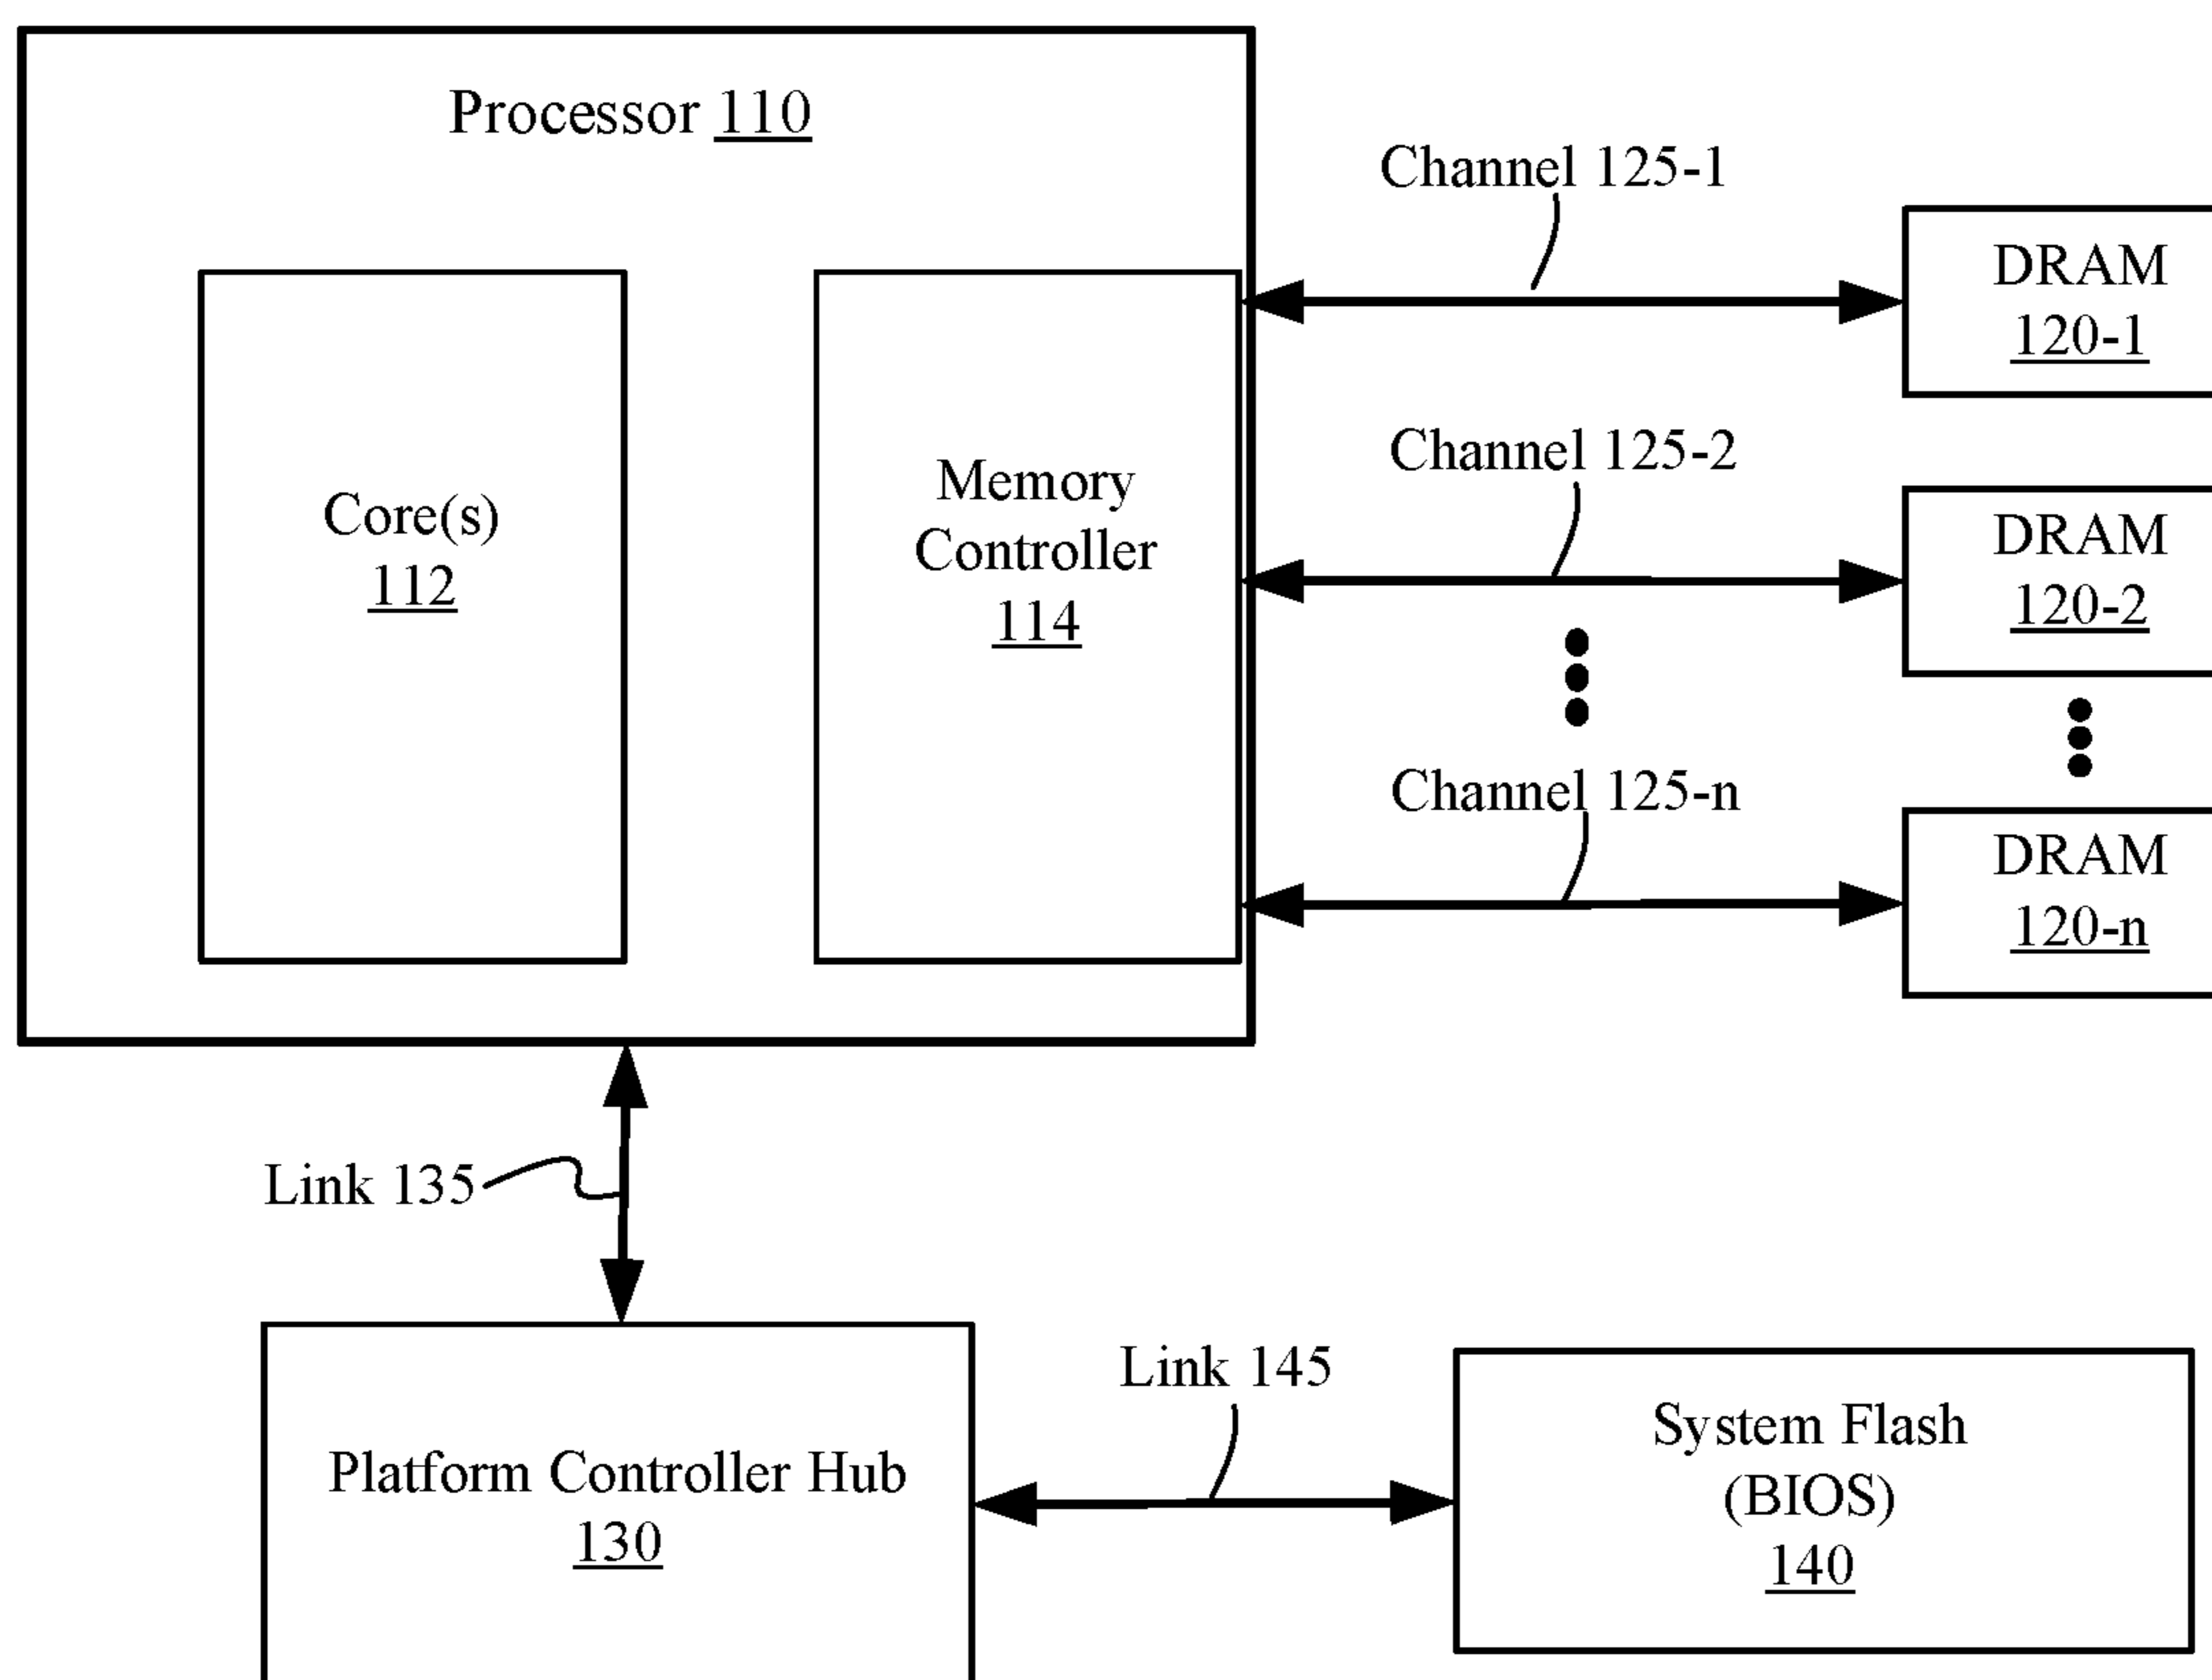 Processor 110
Channel 125-1
DRAM
120-1
Core(s)
112
Memory
Controller
114
Channel 125-2
DRAM
120-2
Channel 125-n
DRAM
120-n
Link 135
Link 145
Platform Controller Hub
130
System Flash
(BIOS)
140